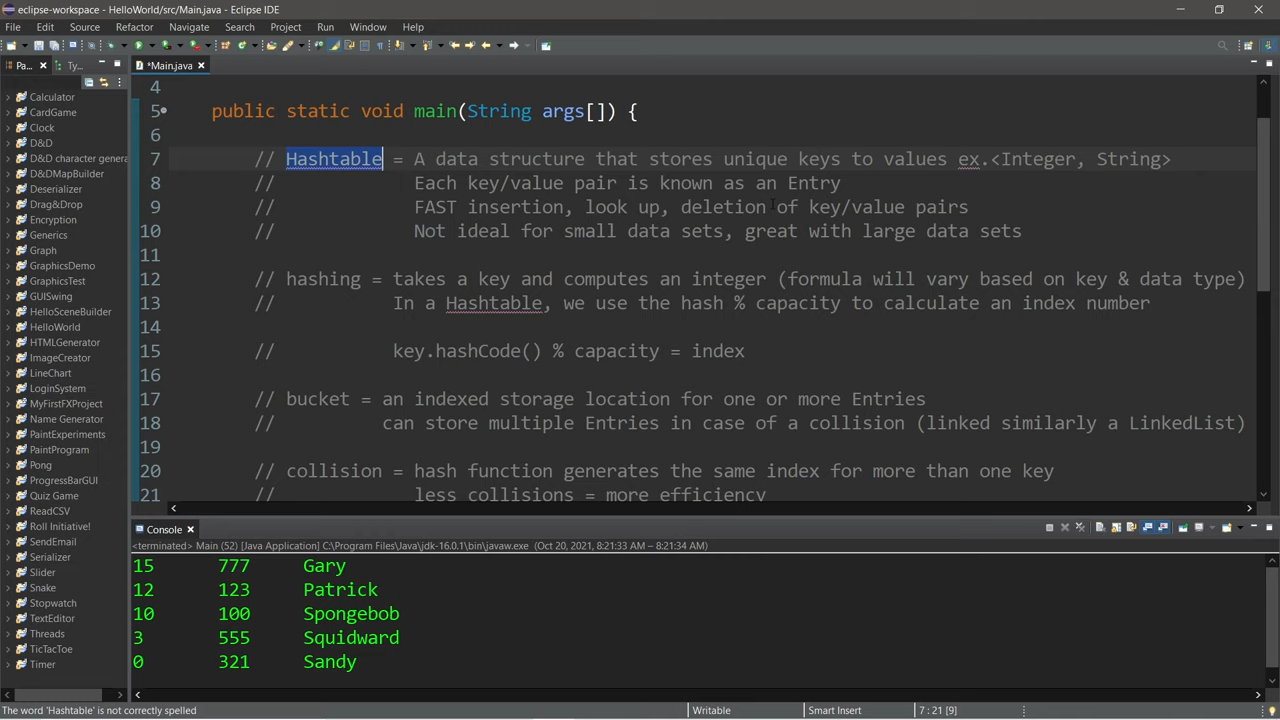 eclipse-workspace - HelloWorld/src/Main.java - Eclipse IDE
File Edit Source Refactor Navigate Search Project Run Window Help
Pa... Ty...
*Main.java
Calculator
CardGame
Clock
D&D
D&D character genera
D&DMapBuilder
Deserializer
Drag&Drop
Encryption
Generics
Graph
GraphicsDemo
GraphicsTest
GUISwing
HelloSceneBuilder
HelloWorld
HTMLGenerator
ImageCreator
LineChart
LoginSystem
MyFirstFXProject
Name Generator
PaintExperiments
PaintProgram
Pong
ProgressBarGUI
Quiz Game
ReadCSV
Roll Initiative!
SendEmail
Serializer
Slider
Snake
Stopwatch
TextEditor
Threads
TicTacToe
Timer
4
5 public static void main(String args[]) {
6
7 // Hashtable = A data structure that stores unique keys to values ex.<Integer, String>
8 // Each key/value pair is known as an Entry
9 // FAST insertion, look up, deletion of key/value pairs
10 // Not ideal for small data sets, great with large data sets
11
12 // hashing = takes a key and computes an integer (formula will vary based on key & data type)
13 // In a Hashtable, we use the hash % capacity to calculate an index number
14
15 // key.hashCode() % capacity = index
16
17 // bucket = an indexed storage location for one or more Entries
18 // can store multiple Entries in case of a collision (linked similarly a LinkedList)
19
20 // collision = hash function generates the same index for more than one key
21 // less collisions = more efficiency
Console
<terminated> Main (52) [Java Application] C:\Program Files\Java\jdk-16.0.1\bin\javaw.exe (Oct 20, 2021, 8:21:33 AM – 8:21:34 AM)
15 777 Gary
12 123 Patrick
10 100 Spongebob
3 555 Squidward
0 321 Sandy
The word 'Hashtable' is not correctly spelled Writable Smart Insert 7 : 21 [9]